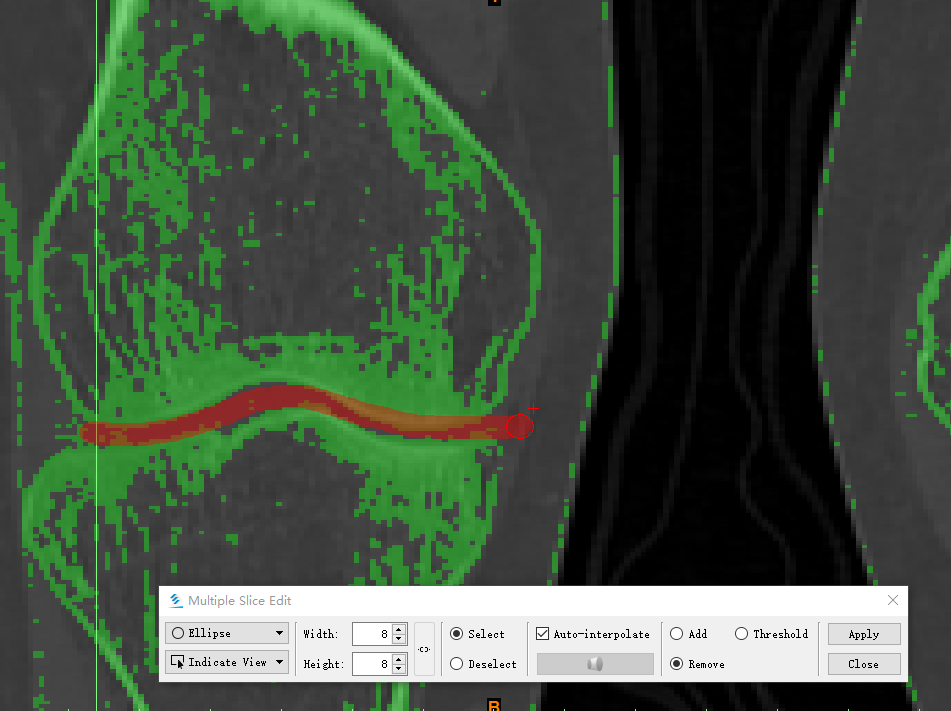 Multiple Slice Edit
Ellipse Width: 8 Select Auto-interpolate Add Threshold Apply
Indicate View Height: 8 Deselect Remove Close
B